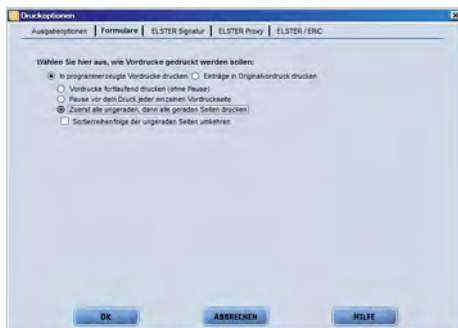 Druckoptionen
Ausgabeoptionen Formulare ELSTER Signatur ELSTER Proxy ELSTER / ERiC
Wählen Sie hier aus, wie Vordrucke gedruckt werden sollen:
In programmerzeugte Vordrucke drucken Einträge in Originalvordruck drucken
Vordrucke fortlaufend drucken (ohne Pause)
Pause vor dem Druck jeder einzelnen Vordruckseite
Zuerst alle ungeraden, dann alle geraden Seiten drucken
Sortierreihenfolge der ungeraden Seiten umkehren
OK ABBRECHEN HILFE